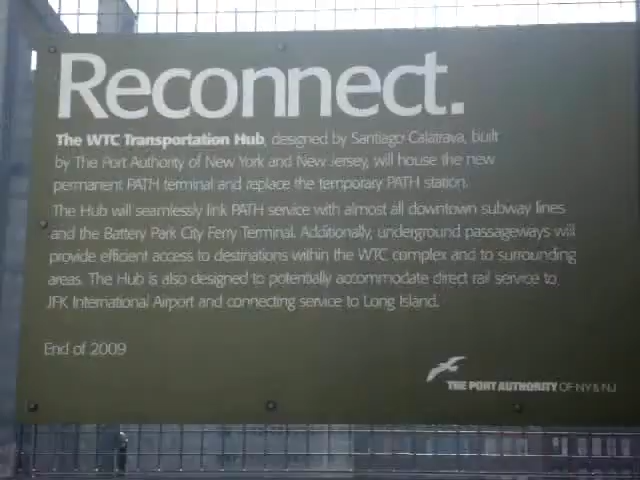 Reconnect.
The WTC Transportation Hub, designed by Santiago Calatrava, built
by The Port Authority of New York and New Jersey, will house the new
permanent PATH terminal and replace the temporary PATH station.
The Hub will seamlessly link PATH service with almost all downtown subway lines
and the Battery Park City Ferry Terminal. Additionally, underground passageways will
provide efficient access to destinations within the WTC complex and to surrounding
areas. The Hub is also designed to potentially accommodate direct rail service to
JFK International Airport and connecting service to Long Island.
End of 2009
THE PORT AUTHORITY OF NY & NJ